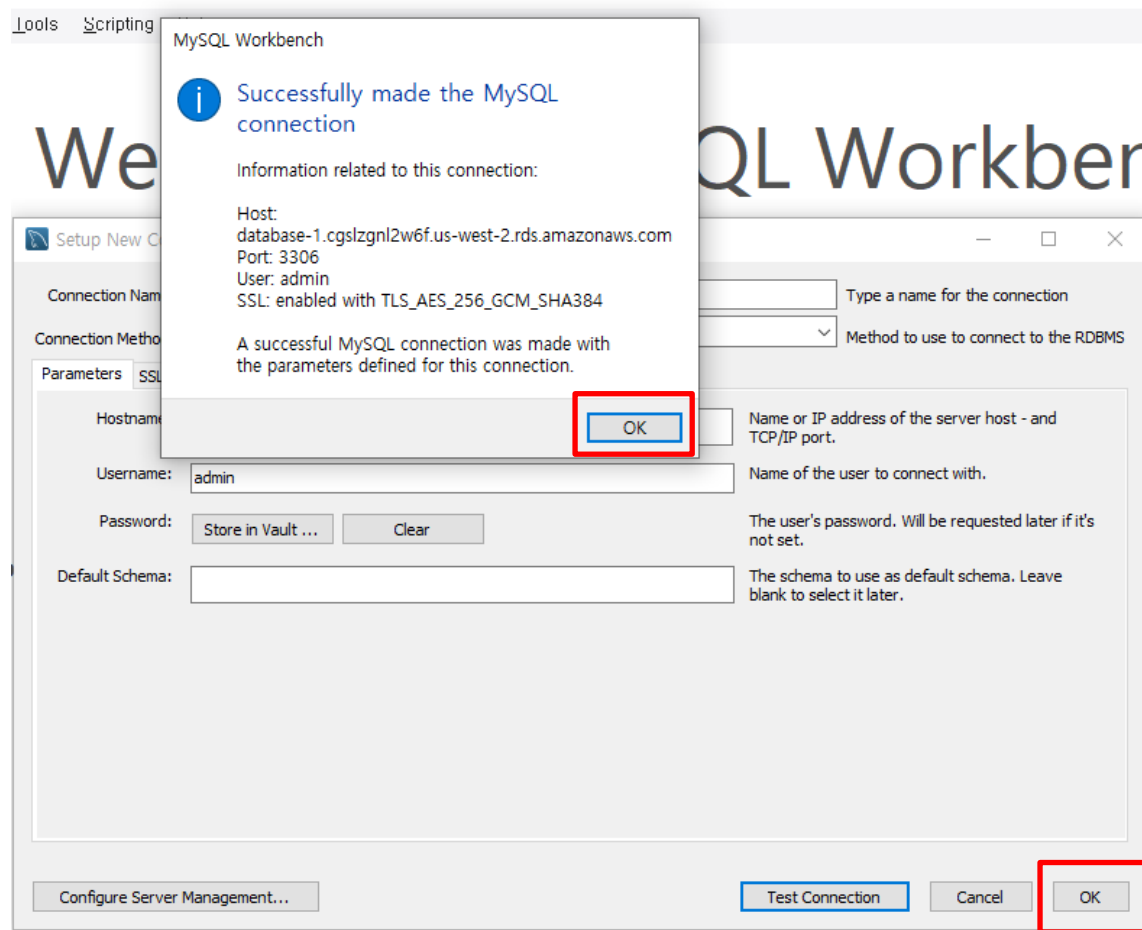 Tools Scripting
MySQL Workbench
Successfully made the MySQL
connection
Information related to this connection:
Host:
database-1.cgslzgnl2w6f.us-west-2.rds.amazonaws.com
Port: 3306
User: admin
SSL: enabled with TLS_AES_256_GCM_SHA384
A successful MySQL connection was made with
the parameters defined for this connection.
OK
We QL Workben
Setup New C
Connection Nam
Type a name for the connection
Connection Metho
Method to use to connect to the RDBMS
Parameters SSL
Hostname
Name or IP address of the server host - and
TCP/IP port.
Username: admin
Name of the user to connect with.
Password: Store in Vault ... Clear
The user's password. Will be requested later if it's
not set.
Default Schema:
The schema to use as default schema. Leave
blank to select it later.
Configure Server Management... Test Connection Cancel OK